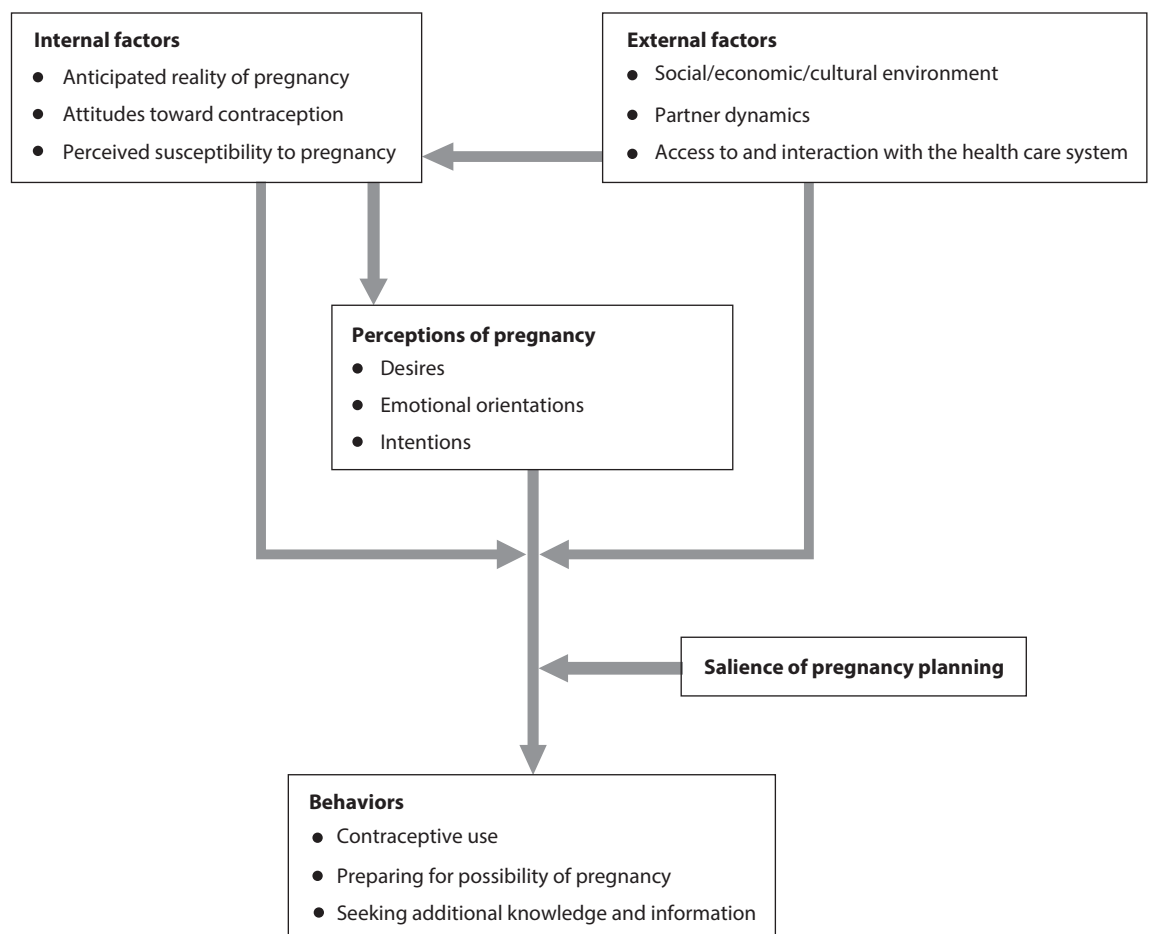 Internal factors
● Anticipated reality of pregnancy
● Attitudes toward contraception
● Perceived susceptibility to pregnancy
External factors
● Social/economic/cultural environment
● Partner dynamics
● Access to and interaction with the health care system
Perceptions of pregnancy
● Desires
● Emotional orientations
● Intentions
Salience of pregnancy planning
Behaviors
● Contraceptive use
● Preparing for possibility of pregnancy
● Seeking additional knowledge and information